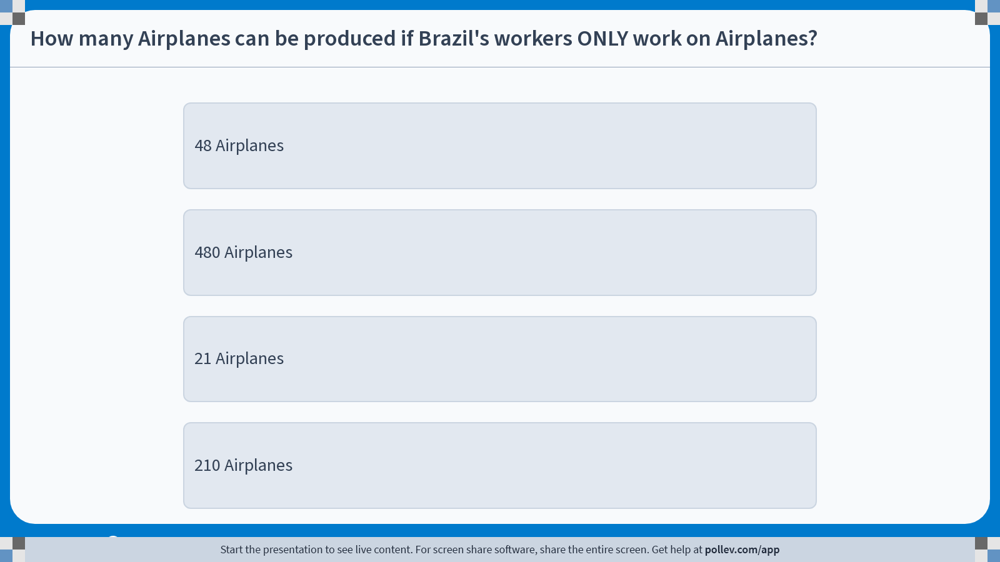 How many Airplanes can be produced if Brazil's workers ONLY work on Airplanes?
48 Airplanes
480 Airplanes
21 Airplanes
210 Airplanes
Start the presentation to see live content. For screen share software, share the entire screen. Get help at pollev.com/app